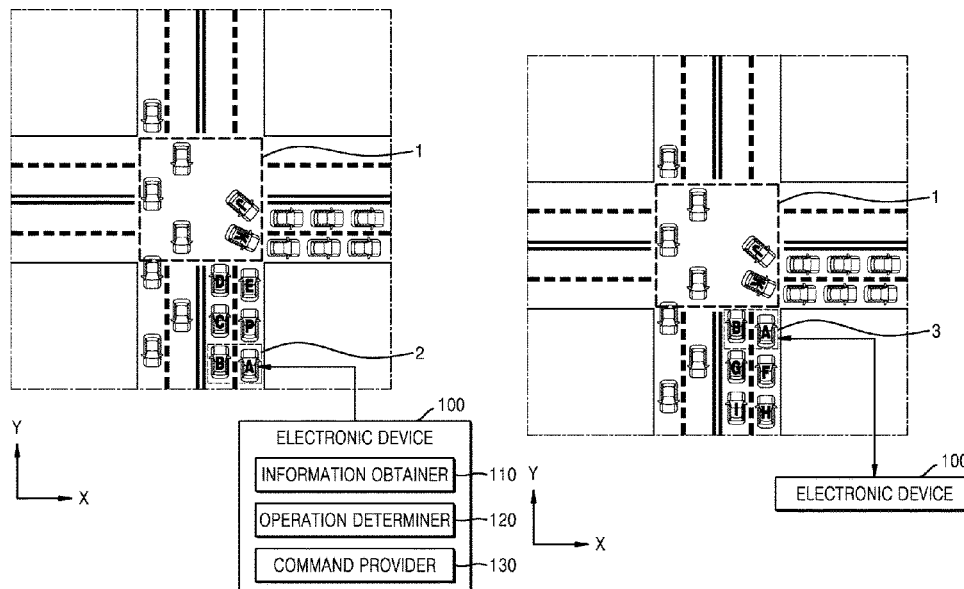 1
D E
C P
B A
2
100
ELECTRONIC DEVICE
INFORMATION OBTAINER
110
OPERATION DETERMINER
120
COMMAND PROVIDER
130
Y
X
1
B A
3
G F
I H
100
ELECTRONIC DEVICE
Y
X